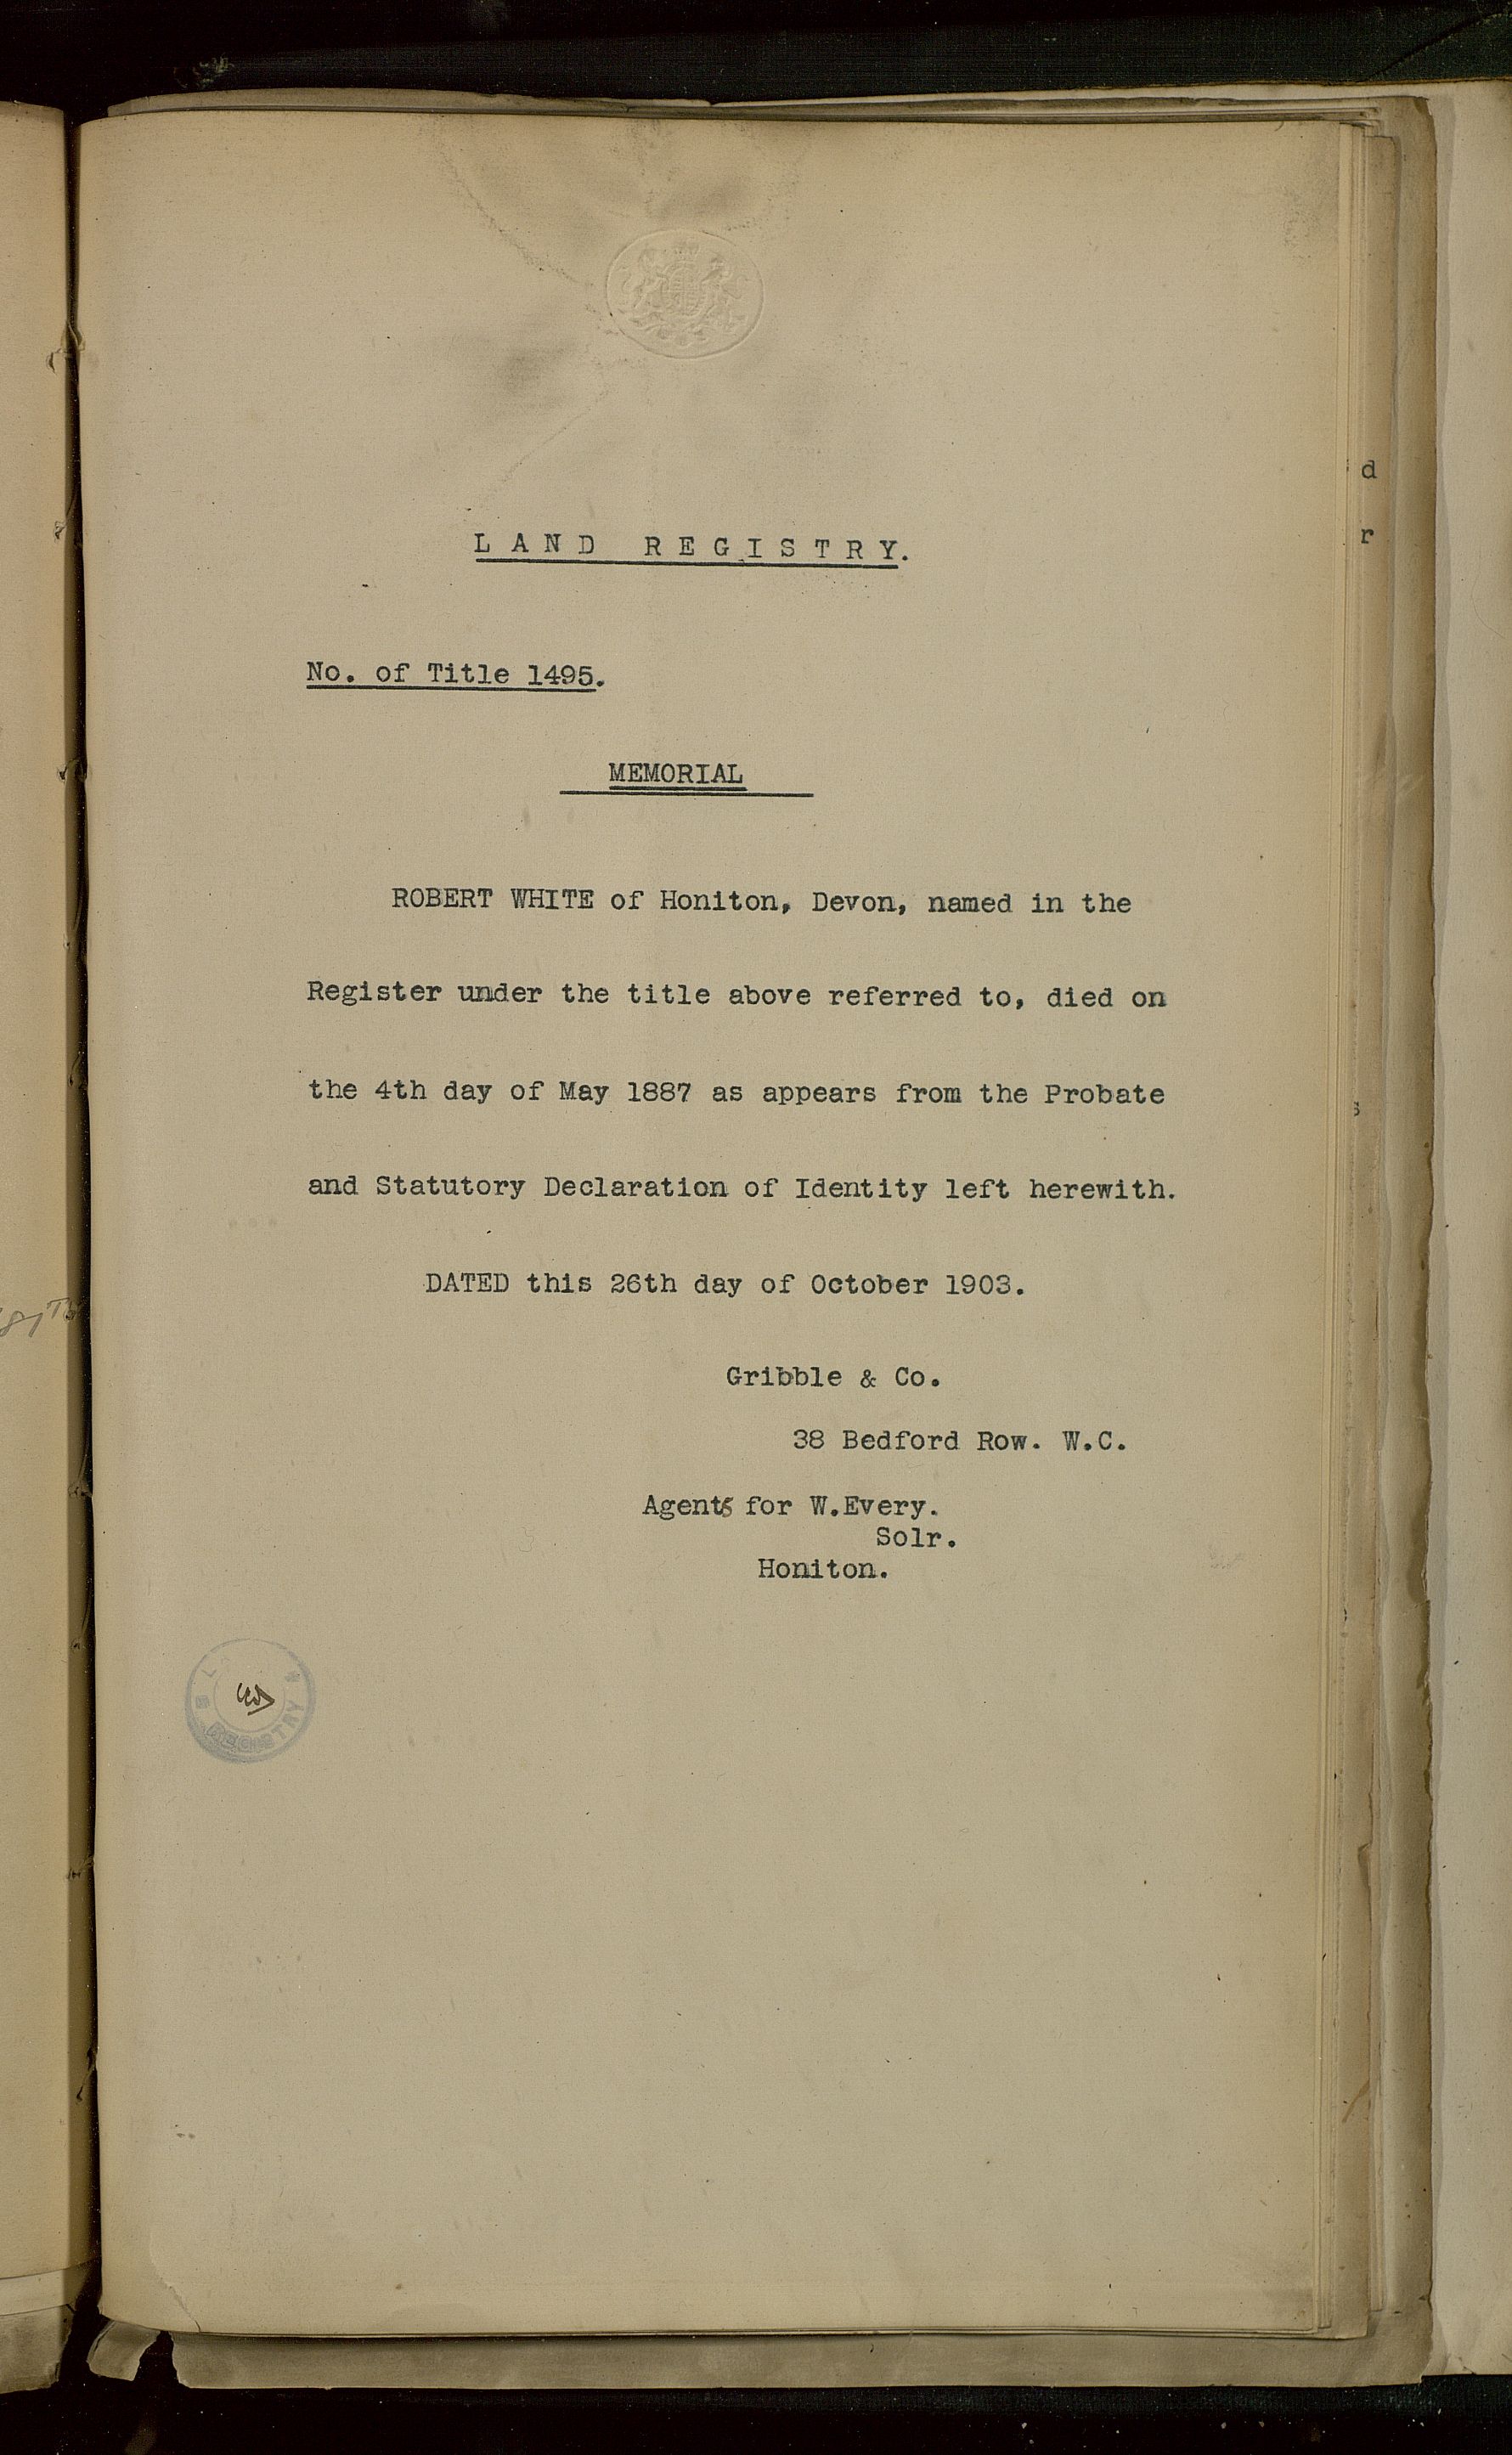 LAND REGISTRY.
No. of Title 1495.
MEMORIAL
ROBERT WHITE of Honiton, Devon, named in the
Register under the title above referred to, died on
the 4th day of May 1887 as appears from the Probate
and Statutory Declaration of Identity left herewith.
DATED this 26th day of October 1903.
Gribble & Co.
38 Bedford Row. W.C.
Agents for W.Every.
Solr.
Honiton.
REGISTRY